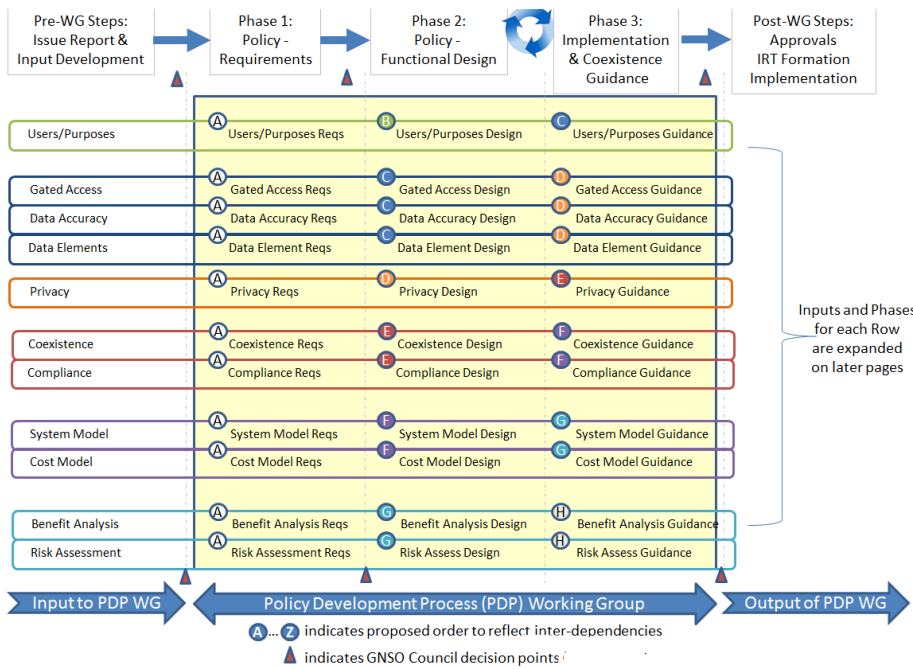 Pre-WG Steps:
Issue Report &
Input Development
Phase 1:
Policy -
Requirements
Phase 2:
Policy -
Functional Design
Phase 3:
Implementation
& Coexistence
Guidance
Post-WG Steps:
Approvals
IRT Formation
Implementation
Users/Purposes
A
Users/Purposes Reqs
B
Users/Purposes Design
C
Users/Purposes Guidance
Gated Access
A
Gated Access Reqs
C
Gated Access Design
D
Gated Access Guidance
Data Accuracy
A
Data Accuracy Reqs
C
Data Accuracy Design
D
Data Accuracy Guidance
Data Elements
A
Data Element Reqs
C
Data Element Design
D
Data Element Guidance
Privacy
A
Privacy Reqs
D
Privacy Design
E
Privacy Guidance
Coexistence
A
Coexistence Reqs
E
Coexistence Design
F
Coexistence Guidance
Compliance
A
Compliance Reqs
E
Compliance Design
F
Compliance Guidance
System Model
A
System Model Reqs
F
System Model Design
G
System Model Guidance
Cost Model
A
Cost Model Reqs
F
Cost Model Design
G
Cost Model Guidance
Benefit Analysis
A
Benefit Analysis Reqs
G
Benefit Analysis Design
H
Benefit Analysis Guidance
Risk Assessment
A
Risk Assessment Reqs
G
Risk Assess Design
H
Risk Assess Guidance
Inputs and Phases
for each Row
are expanded
on later pages
Input to PDP WG
Policy Development Process (PDP) Working Group
Output of PDP WG
A ... Z indicates proposed order to reflect inter-dependencies
indicates GNSO Council decision points